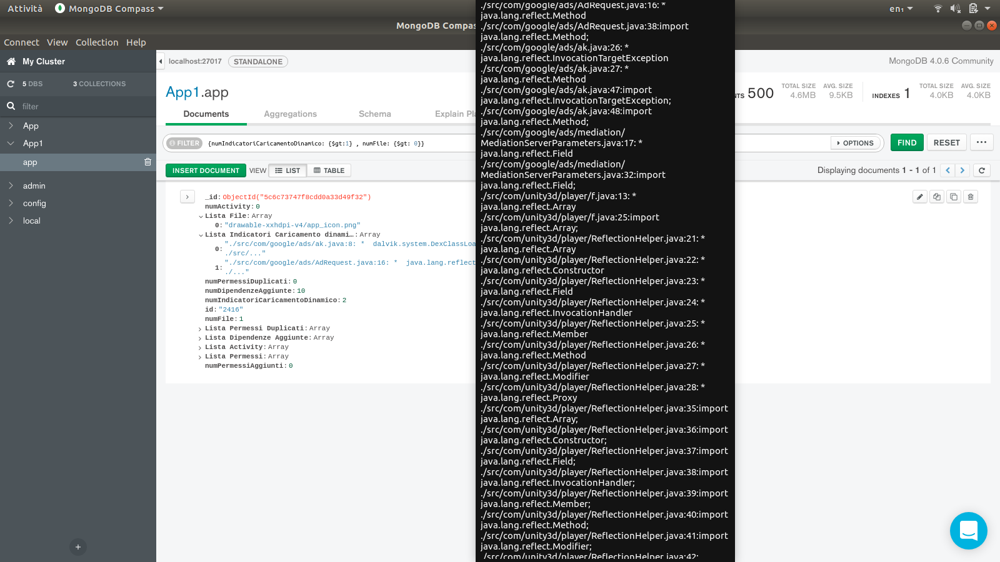 Attività
MongoDB Compass
en₁
MongoDB Compas
Connect View Collection Help
My Cluster
5 DBS 3 COLLECTIONS
filter
App
App1
app
admin
config
local
localhost:27017 STANDALONE
MongoDB 4.0.6 Community
App1.app
NTS 500
TOTAL SIZE 4.6MB
AVG. SIZE 9.5KB
INDEXES 1
TOTAL SIZE 4.0KB
AVG. SIZE 4.0KB
Documents Aggregations Schema Explain Pla
FILTER {numIndicatoriCaricamentoDinamico: {$gt:1} , numFile: {$gt: 0}}
OPTIONS FIND RESET ...
INSERT DOCUMENT VIEW LIST TABLE
Displaying documents 1 - 1 of 1
_id: ObjectId("5c6c73747f8cdd0a33d49f32")
numActivity: 0
Lista File: Array
0: "drawable-xxhdpi-v4/app_icon.png"
Lista Indicatori Caricamento dinami…: Array
0: "./src/com/google/ads/ak.java:8: * dalvik.system.DexClassLoa
./src/..."
1: "./src/com/google/ads/AdRequest.java:16: * java.lang.reflect
./..."
numPermessiDuplicati: 0
numDipendenzeAggiunte: 10
numIndicatoriCaricamentoDinamico: 2
id: "2416"
numFile: 1
Lista Permessi Duplicati: Array
Lista Dipendenze Aggiunte: Array
Lista Activity: Array
Lista Permessi: Array
numPermessiAggiunti: 0
./src/com/google/ads/AdRequest.java:16: *
java.lang.reflect.Method
./src/com/google/ads/AdRequest.java:38:import
java.lang.reflect.Method;
./src/com/google/ads/ak.java:26: *
java.lang.reflect.InvocationTargetException
./src/com/google/ads/ak.java:27: *
java.lang.reflect.Method
./src/com/google/ads/ak.java:47:import
java.lang.reflect.InvocationTargetException;
./src/com/google/ads/ak.java:48:import
java.lang.reflect.Method;
./src/com/google/ads/mediation/
MediationServerParameters.java:17: *
java.lang.reflect.Field
./src/com/google/ads/mediation/
MediationServerParameters.java:32:import
java.lang.reflect.Field;
./src/com/unity3d/player/f.java:13: *
java.lang.reflect.Array
./src/com/unity3d/player/f.java:25:import
java.lang.reflect.Array;
./src/com/unity3d/player/ReflectionHelper.java:21: *
java.lang.reflect.Array
./src/com/unity3d/player/ReflectionHelper.java:22: *
java.lang.reflect.Constructor
./src/com/unity3d/player/ReflectionHelper.java:23: *
java.lang.reflect.Field
./src/com/unity3d/player/ReflectionHelper.java:24: *
java.lang.reflect.InvocationHandler
./src/com/unity3d/player/ReflectionHelper.java:25: *
java.lang.reflect.Member
./src/com/unity3d/player/ReflectionHelper.java:26: *
java.lang.reflect.Method
./src/com/unity3d/player/ReflectionHelper.java:27: *
java.lang.reflect.Modifier
./src/com/unity3d/player/ReflectionHelper.java:28: *
java.lang.reflect.Proxy
./src/com/unity3d/player/ReflectionHelper.java:35:import
java.lang.reflect.Array;
./src/com/unity3d/player/ReflectionHelper.java:36:import
java.lang.reflect.Constructor;
./src/com/unity3d/player/ReflectionHelper.java:37:import
java.lang.reflect.Field;
./src/com/unity3d/player/ReflectionHelper.java:38:import
java.lang.reflect.InvocationHandler;
./src/com/unity3d/player/ReflectionHelper.java:39:import
java.lang.reflect.Member;
./src/com/unity3d/player/ReflectionHelper.java:40:import
java.lang.reflect.Method;
./src/com/unity3d/player/ReflectionHelper.java:41:import
java.lang.reflect.Modifier;
./src/com/unity3d/player/ReflectionHelper.java:42: